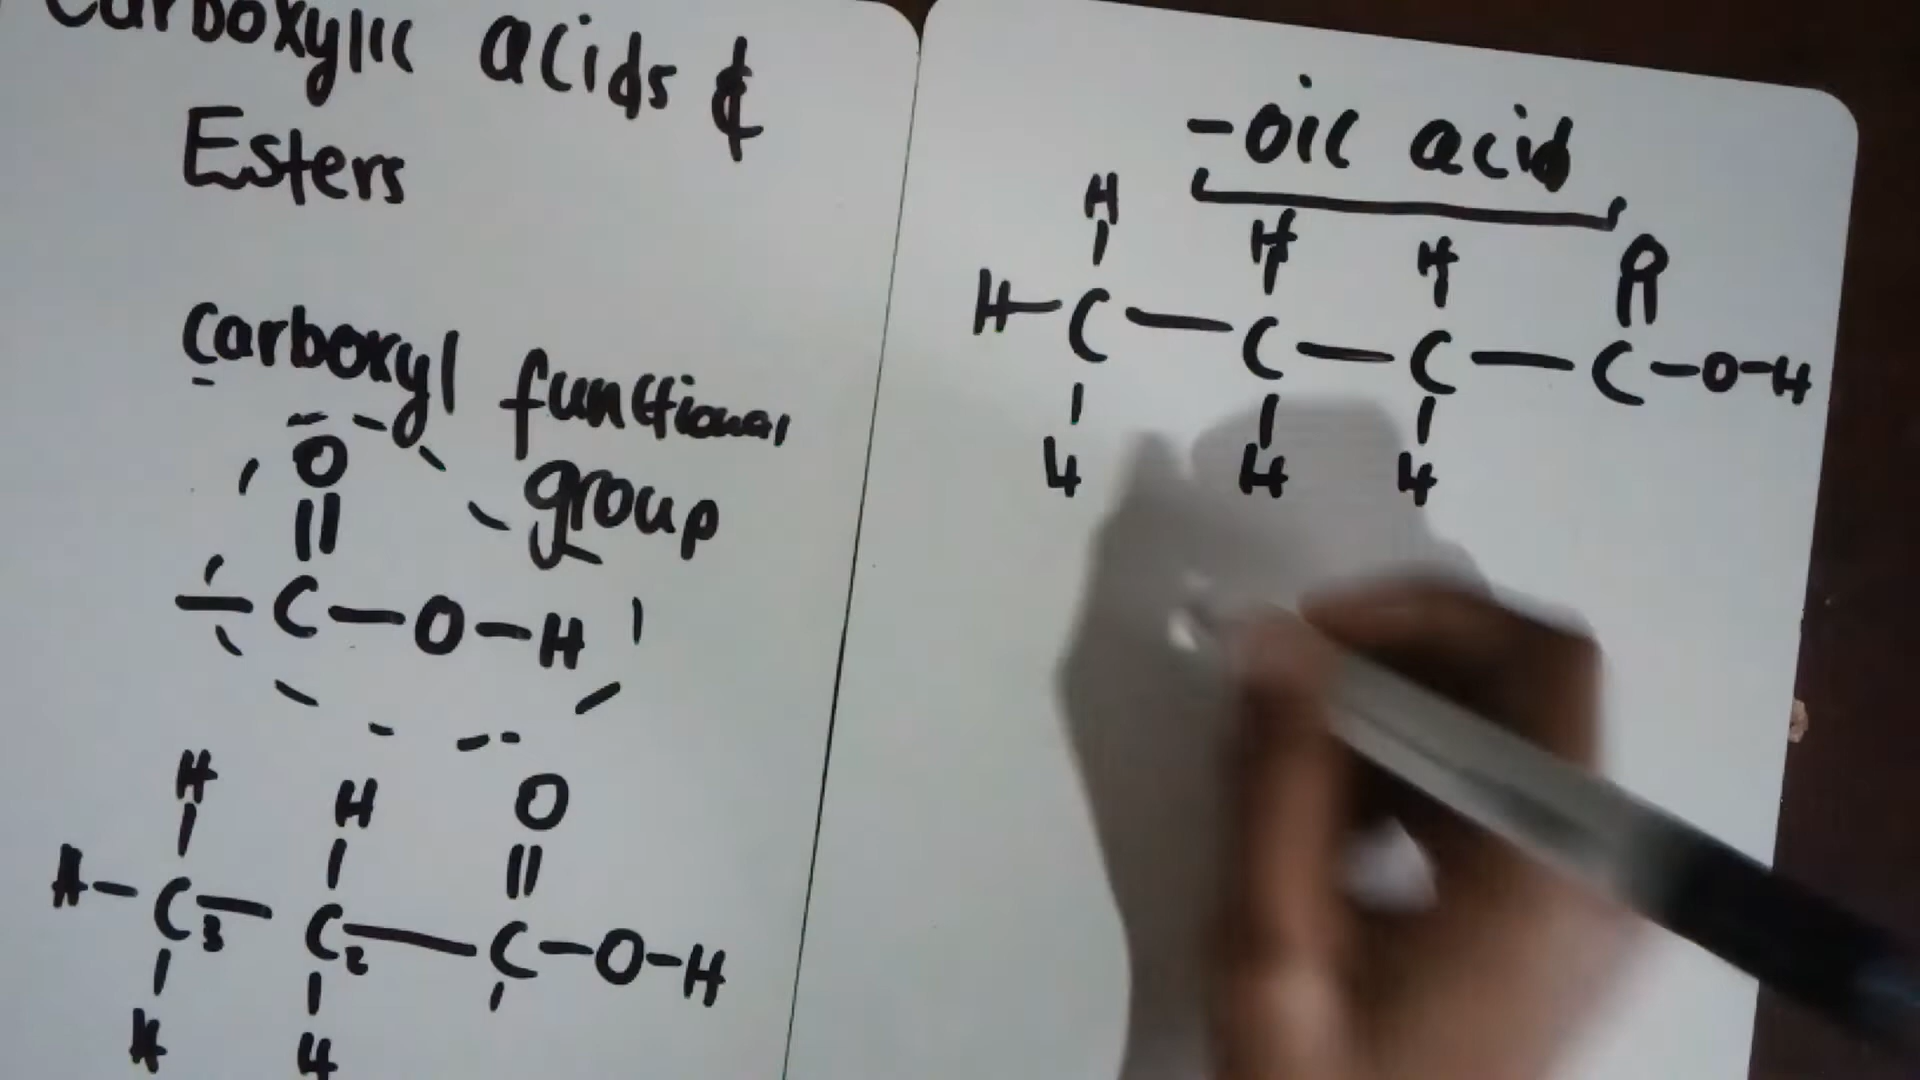 Carboxylic acids &
Esters
carboxyl functional
group
O
C-O-H
H H O
H-C3-C2-C-O-H
H H
-oic acid
H H H O
H-C-C-C-C-O-H
H H H